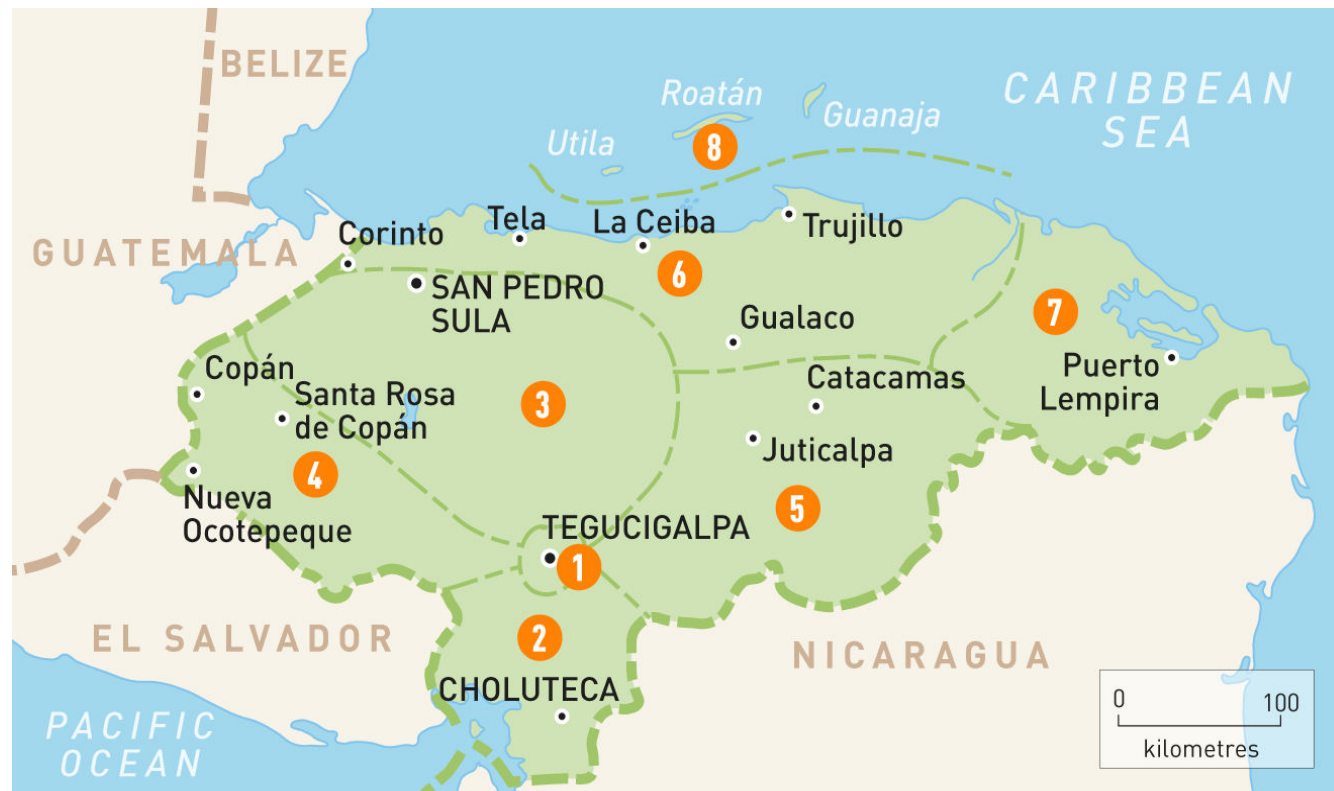 BELIZE
CARIBBEAN
SEA
Roatán
Guanaja
Utila
8
GUATEMALA
Corinto
Tela
La Ceiba
Trujillo
SAN PEDRO
SULA
6
7
Gualaco
Copán
Santa Rosa
de Copán
3
Catacamas
Puerto
Lempira
Juticalpa
4
Nueva
Ocotepeque
5
TEGUCIGALPA
1
2
EL SALVADOR
NICARAGUA
CHOLUTECA
PACIFIC
OCEAN
0 100
kilometres